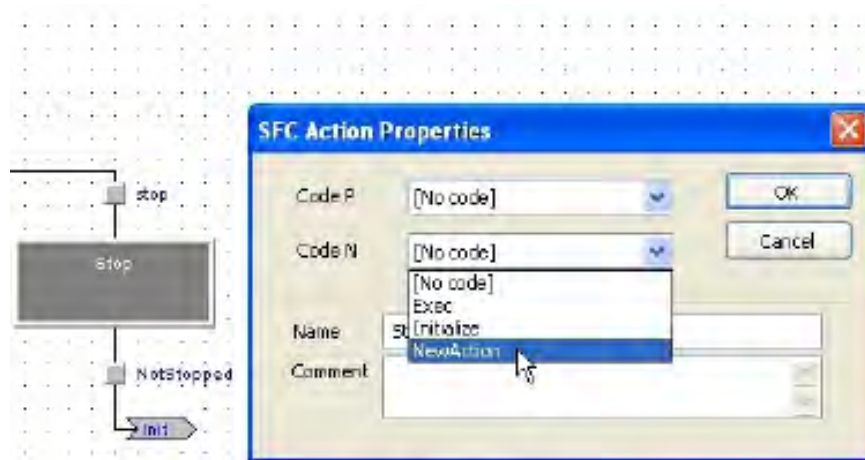 SFC Action Properties
stop
Stop
NotStopped
Init
Code P
[No code]
OK
Code N
[No code]
Cancel
[No code]
Exec
Initialize
NewAction
Name
St
Comment